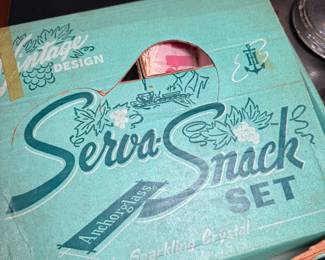 Vintage
DESIGN
Serva-Snack
SET
Anchorglass
Sparkling Crystal